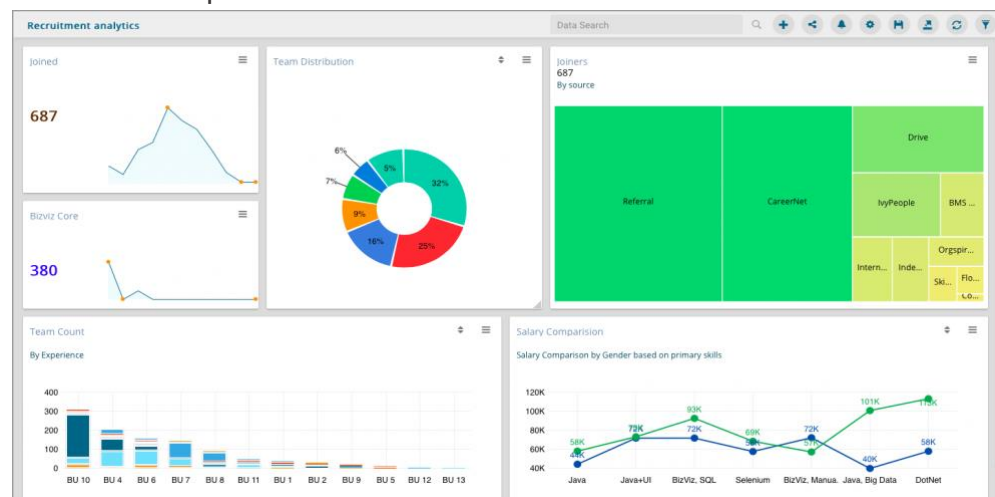 Recruitment analytics
Data Search
Joined
687
Bizviz Core
380
Team Distribution
6%
5%
32%
7%
9%
16%
25%
Joiners
687
By source
Referral
CareerNet
Drive
IvyPeople
BMS ...
Intern...
Inde...
Orgspir...
Ski...
Flo...
Co...
Team Count
By Experience
400
300
200
100
0
BU 10 BU 4 BU 6 BU 7 BU 8 BU 11 BU 1 BU 2 BU 9 BU 5 BU 12 BU 13
Salary Comparision
Salary Comparison by Gender based on primary skills
120K
100K
80K
60K
40K
58K
44K
72K
93K
72K
69K
72K
57K
101K
40K
113K
58K
Java Java+UI BizViz, SQL Selenium BizViz, Manua. Java, Big Data DotNet